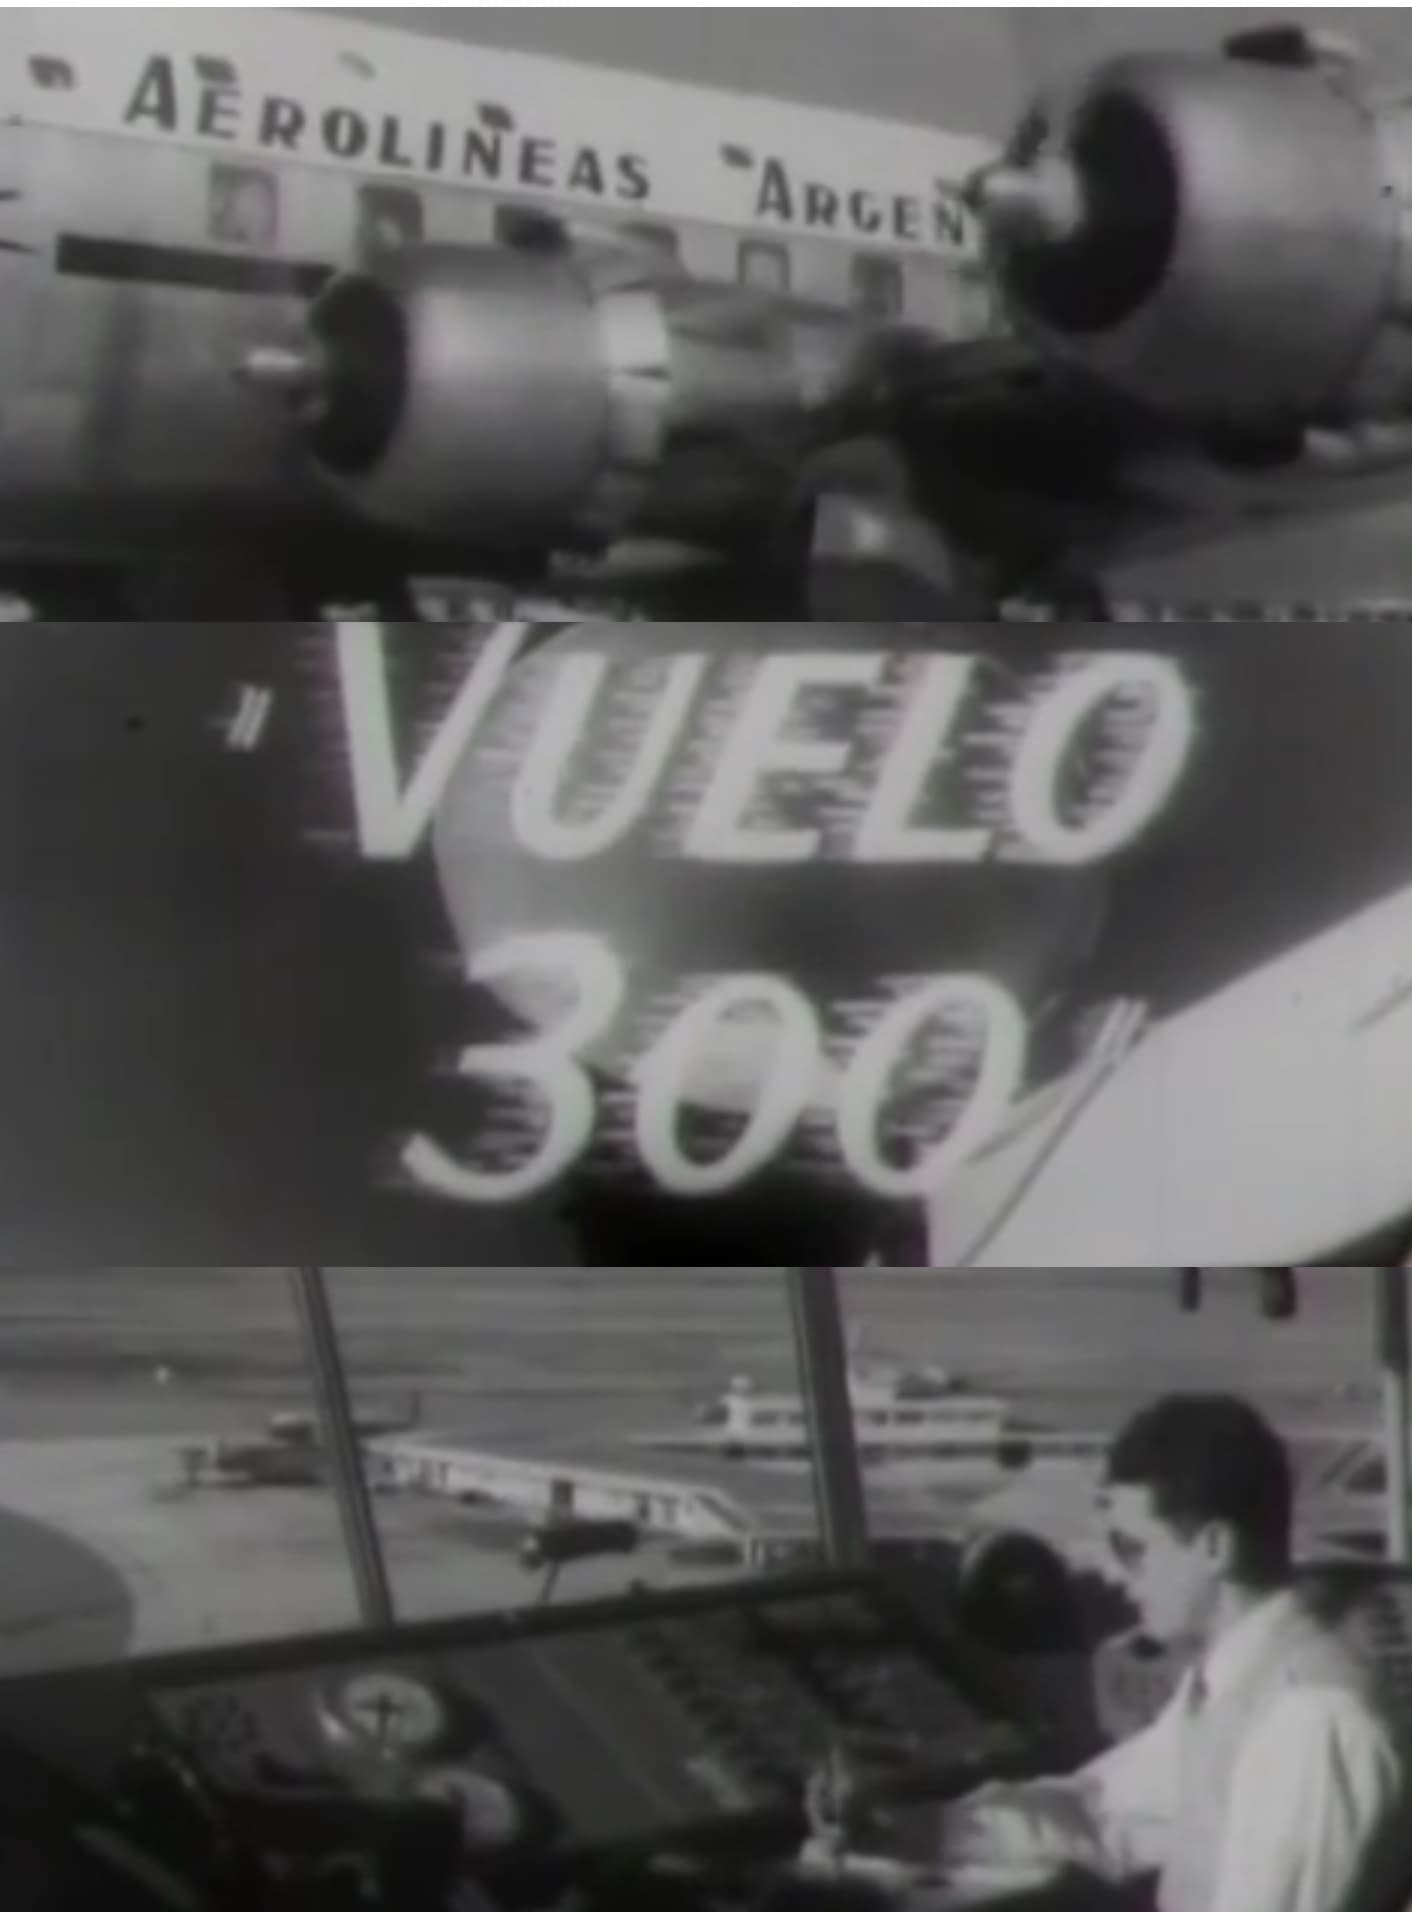 AEROLINEAS ARGEN
"VUELO
300"